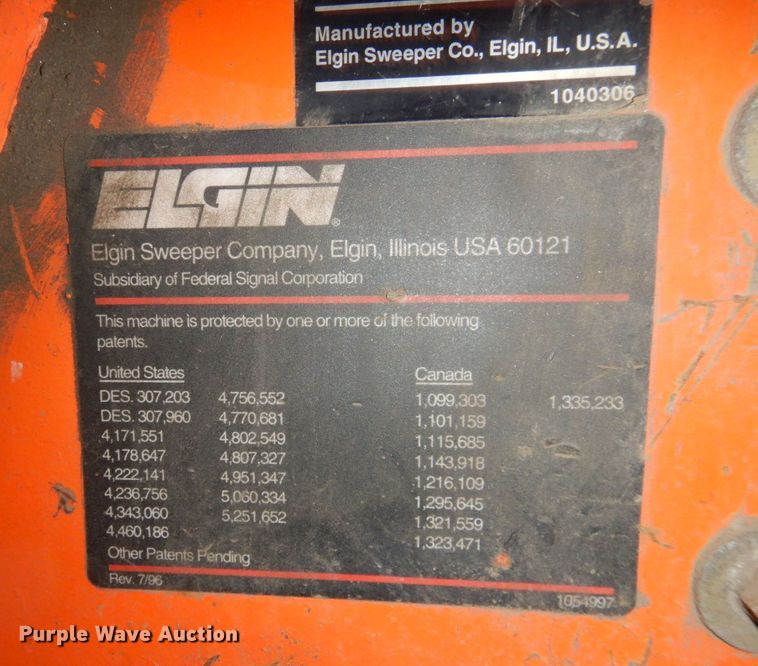 Manufactured by
Elgin Sweeper Co., Elgin, IL, U.S.A.
1040306
ELGIN®
Elgin Sweeper Company, Elgin, Illinois USA 60121
Subsidiary of Federal Signal Corporation
This machine is protected by one or more of the following
patents.
United States Canada
DES. 307,203 4,756,552 1,099,303 1,335,233
DES. 307,960 4,770,681 1,101,159
4,171,551 4,802,549 1,115,685
4,178,647 4,807,327 1,143,918
4,222,141 4,951,347 1,216,109
4,236,756 5,060,334 1,295,645
4,343,060 5,251,652 1,321,559
4,460,186 1,323,471
Other Patents Pending
Rev. 7/96 1054997
Purple Wave Auction